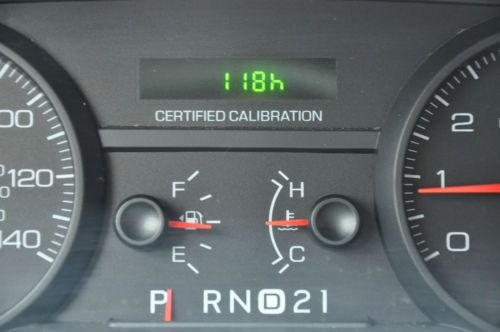 118h
CERTIFIED CALIBRATION
120
140
F
E
H
C
2
1
0
P RND21